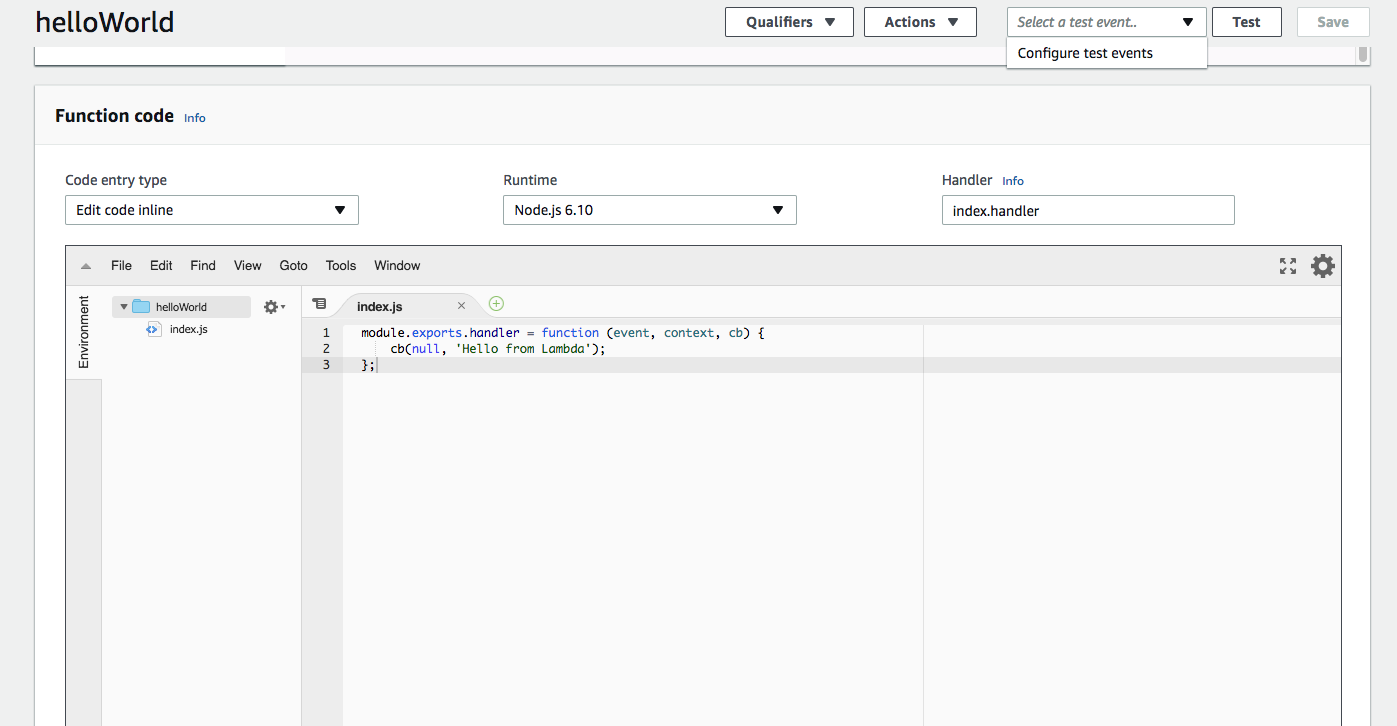 helloWorld
Qualifiers
Actions
Select a test event..
Test
Save
Configure test events
Function code Info
Code entry type
Runtime
Handler Info
Edit code inline
Node.js 6.10
index.handler
File Edit Find View Goto Tools Window
Environment
helloWorld
index.js
index.js
1 module.exports.handler = function (event, context, cb) {
2 cb(null, 'Hello from Lambda');
3 };